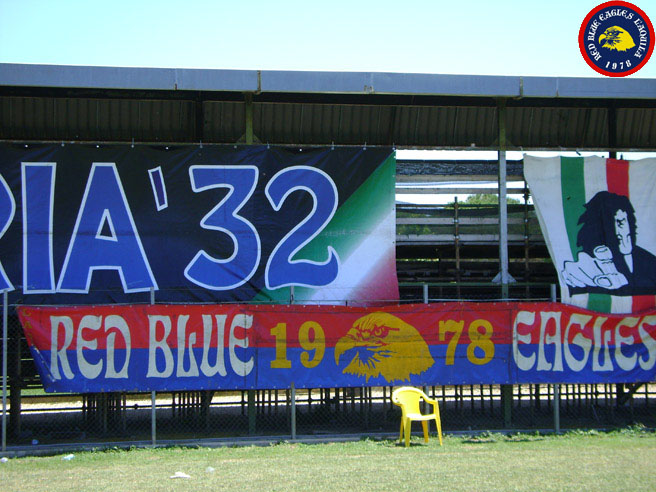 RED BLUE EAGLES L'AQUILA
1978
RIA '32
RED BLUE 1978 EAGLES